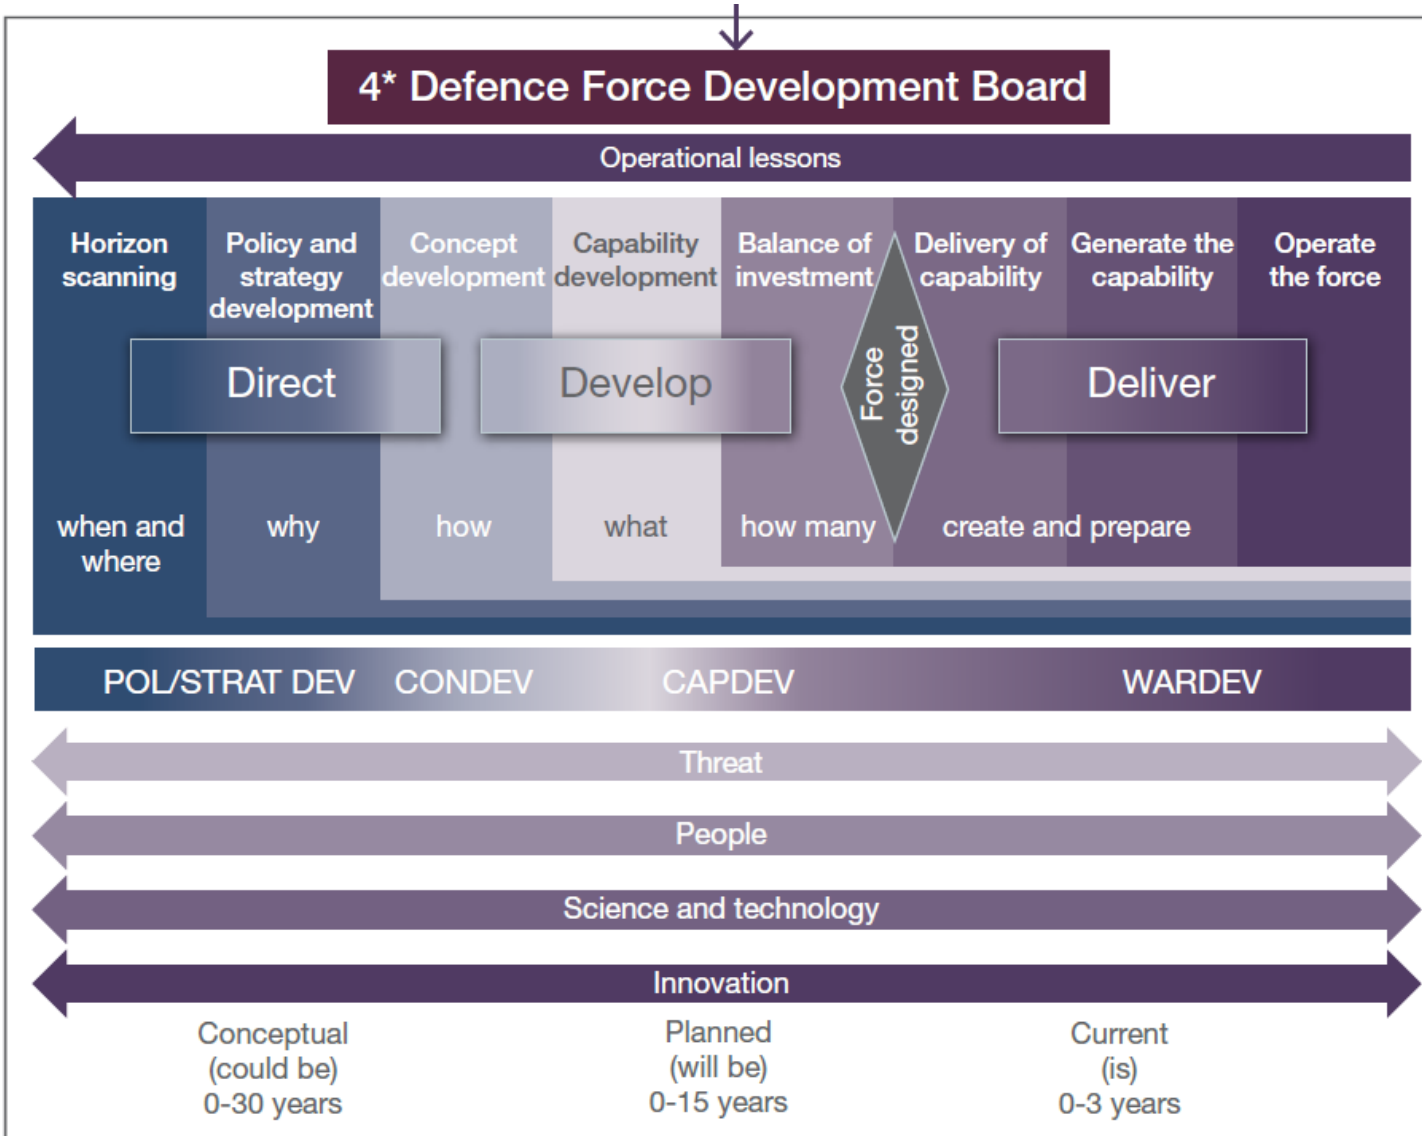 4* Defence Force Development Board
Operational lessons
Horizon
scanning
Policy and
strategy
development
Concept
development
Capability
development
Balance of
investment
Delivery of
capability
Generate the
capability
Operate
the force
Direct
Develop
Force
designed
Deliver
when and
where
why
how
what
how many
create and prepare
POL/STRAT DEV
CONDEV
CAPDEV
WARDEV
Threat
People
Science and technology
Innovation
Conceptual
(could be)
0-30 years
Planned
(will be)
0-15 years
Current
(is)
0-3 years